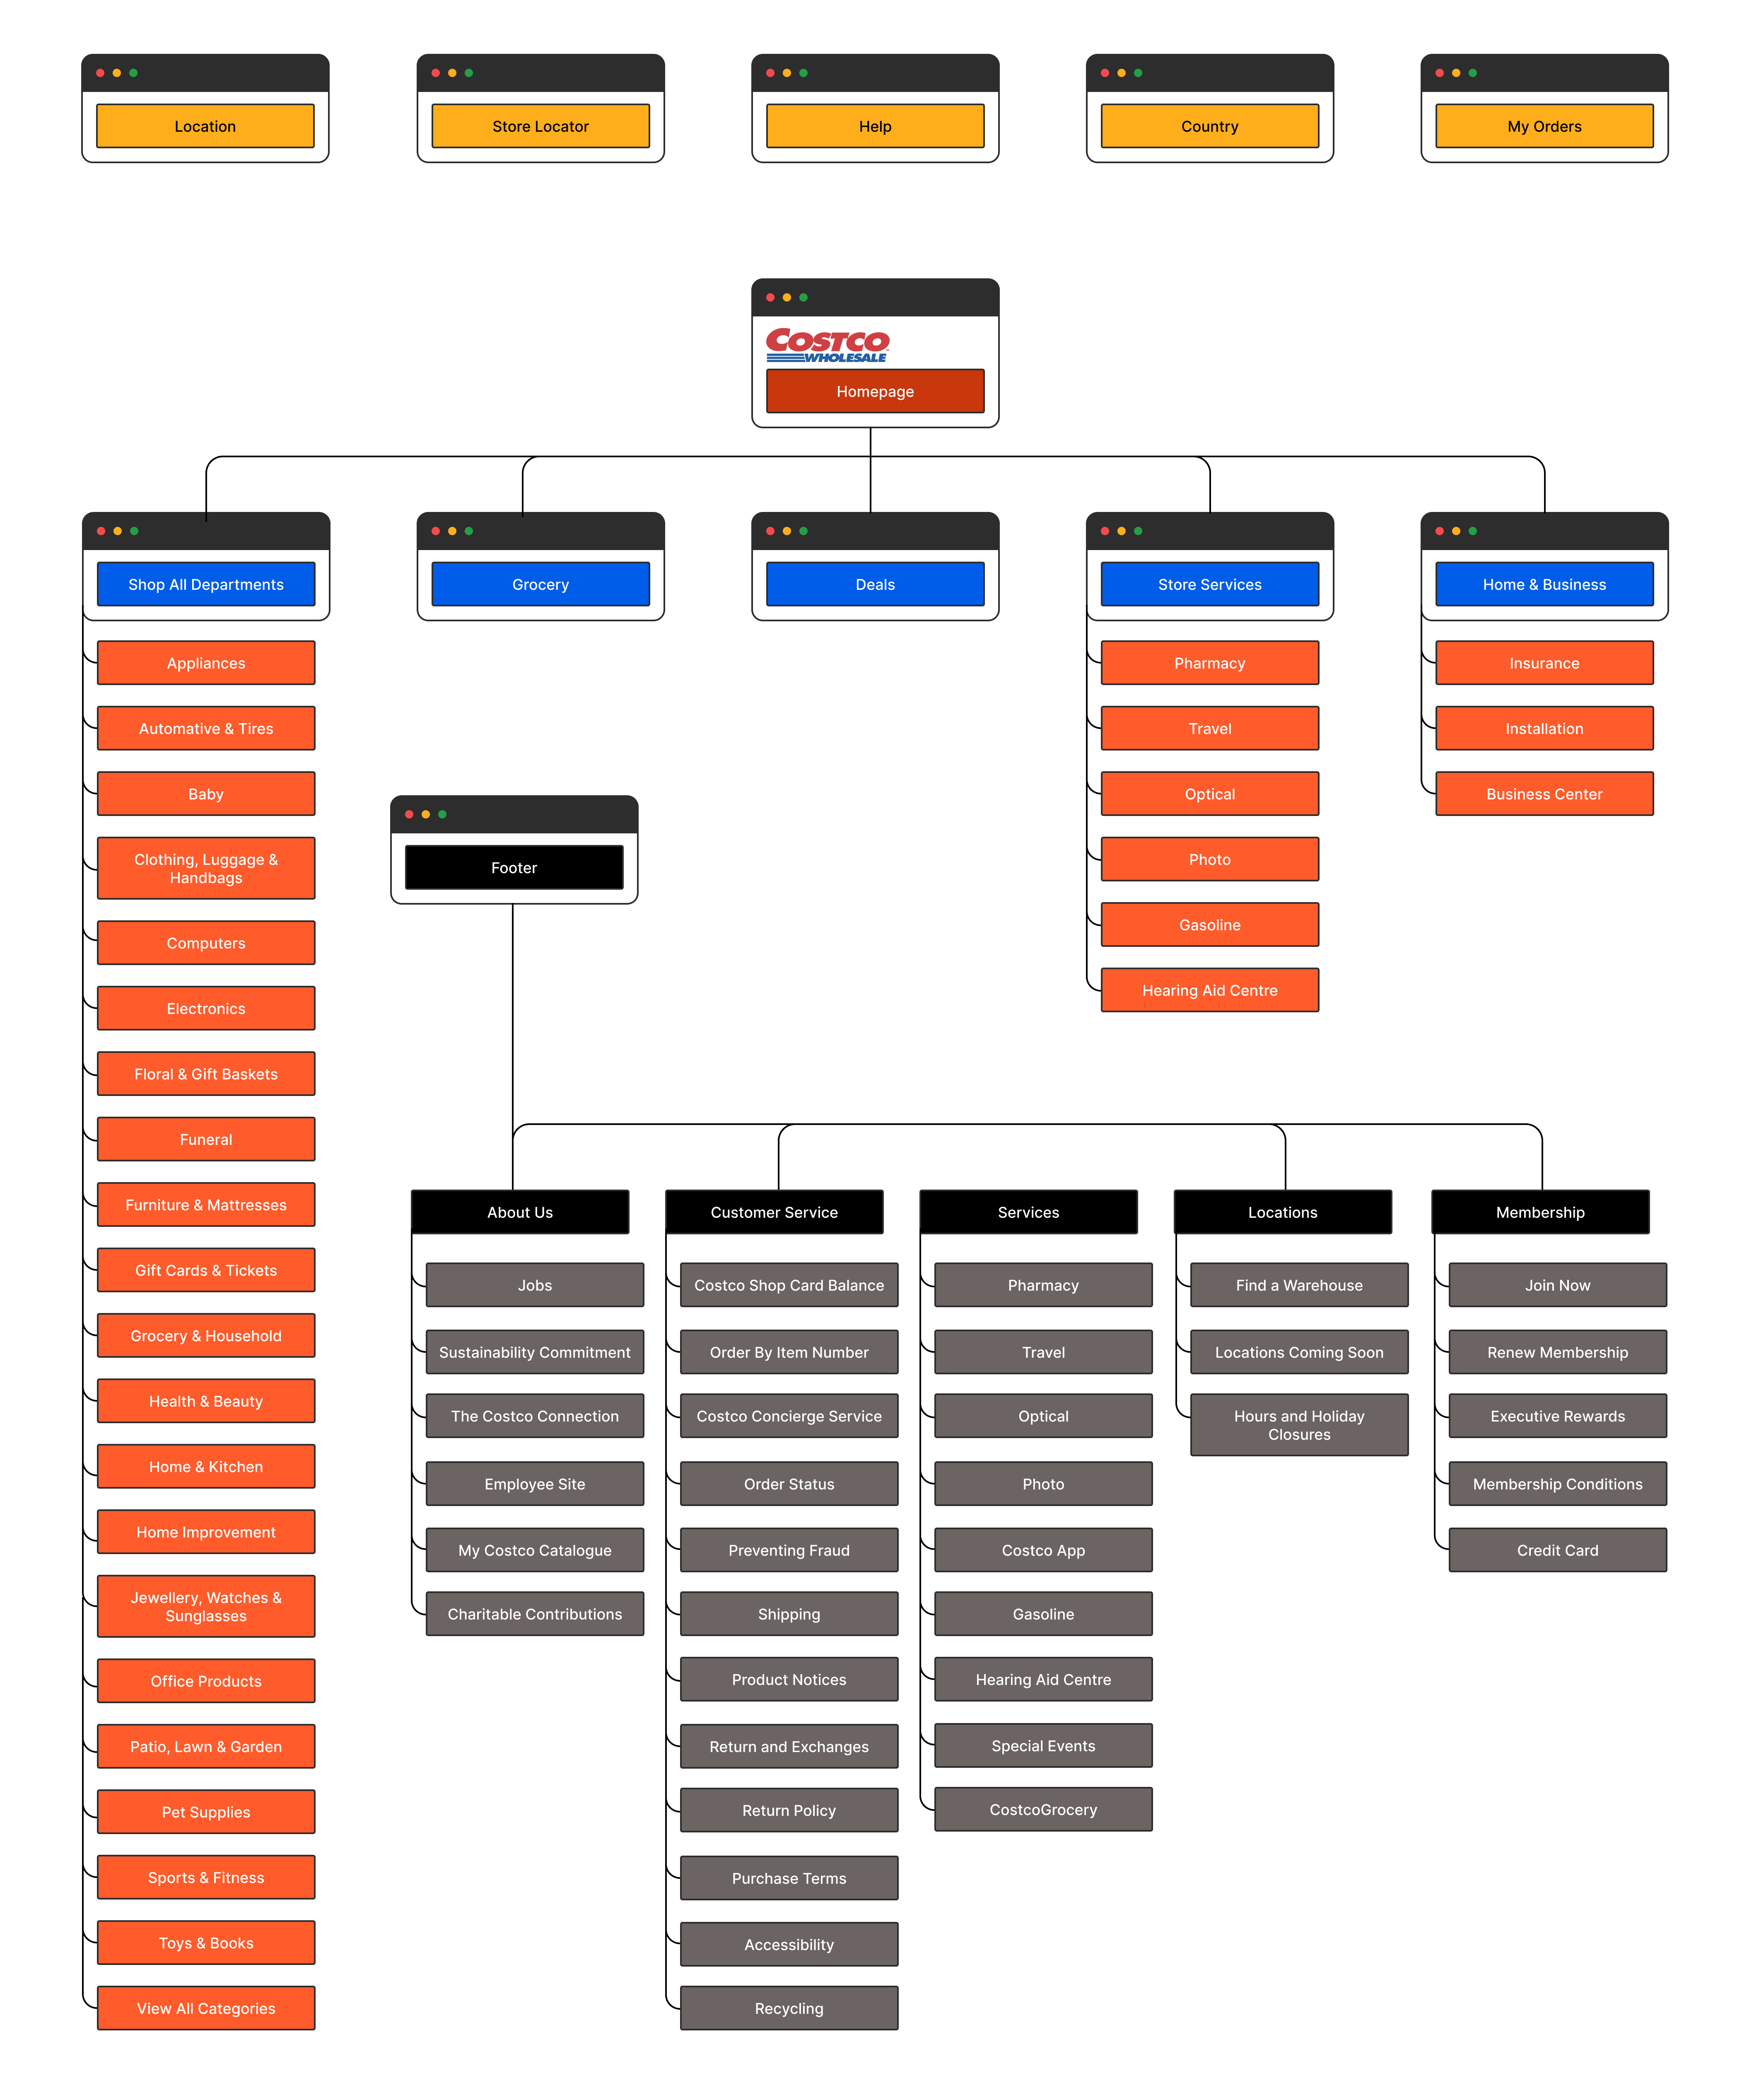 Location
Store Locator
Help
Country
My Orders
COSTCO
WHOLESALE
Homepage
Shop All Departments
Grocery
Deals
Store Services
Home & Business
Appliances
Automative & Tires
Baby
Clothing, Luggage &
Handbags
Computers
Electronics
Floral & Gift Baskets
Funeral
Furniture & Mattresses
Gift Cards & Tickets
Grocery & Household
Health & Beauty
Home & Kitchen
Home Improvement
Jewellery, Watches &
Sunglasses
Office Products
Patio, Lawn & Garden
Pet Supplies
Sports & Fitness
Toys & Books
View All Categories
Pharmacy
Travel
Optical
Photo
Gasoline
Hearing Aid Centre
Insurance
Installation
Business Center
Footer
About Us
Jobs
Sustainability Commitment
The Costco Connection
Employee Site
My Costco Catalogue
Charitable Contributions
Customer Service
Costco Shop Card Balance
Order By Item Number
Costco Concierge Service
Order Status
Preventing Fraud
Shipping
Product Notices
Return and Exchanges
Return Policy
Purchase Terms
Accessibility
Recycling
Services
Pharmacy
Travel
Optical
Photo
Costco App
Gasoline
Hearing Aid Centre
Special Events
CostcoGrocery
Locations
Find a Warehouse
Locations Coming Soon
Hours and Holiday
Closures
Membership
Join Now
Renew Membership
Executive Rewards
Membership Conditions
Credit Card